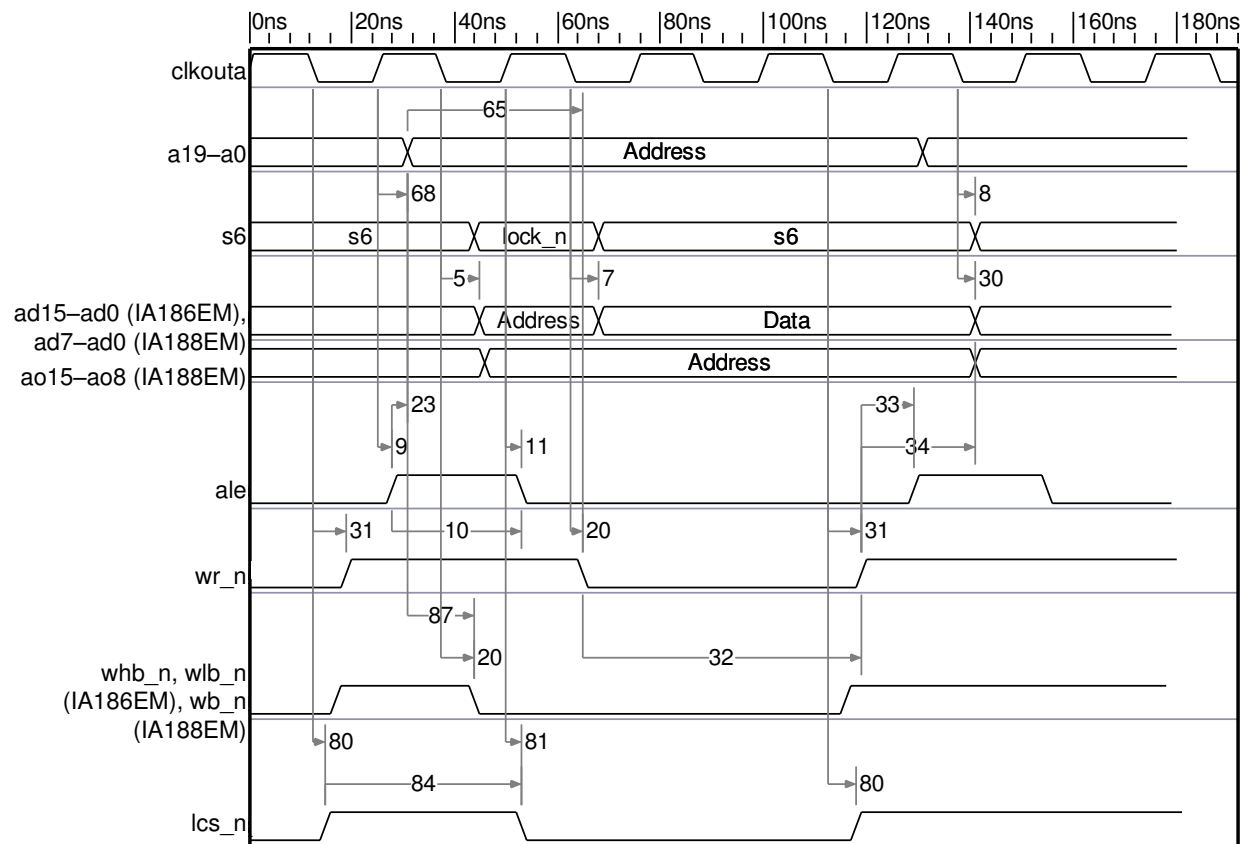 0ns 20ns 40ns 60ns 80ns 100ns 120ns 140ns 160ns 180ns
clkouta
65
a19–a0 Address
68 8
s6 s6 lock_n s6
5 7 30
ad15–ad0 (IA186EM), Address Data
ad7–ad0 (IA188EM)
Address
ao15–ao8 (IA188EM)
23 33
9 11 34
ale
31 10 20 31
wr_n
87
20 32
whb_n, wlb_n
(IA186EM), wb_n
(IA188EM)
80 81
84 80
lcs_n